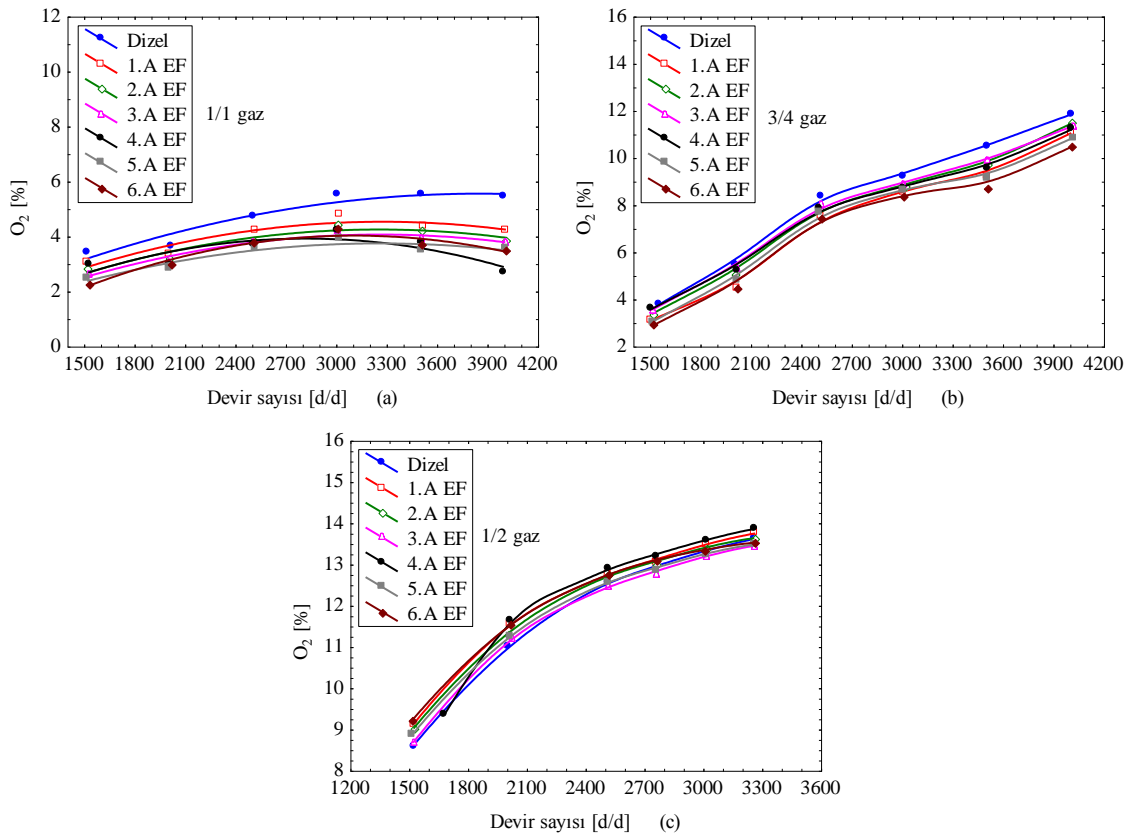 12
10
8
6
4
2
0
O2 [%]
Dizel
1.A EF
2.A EF
3.A EF
4.A EF
5.A EF
6.A EF
1/1 gaz
1500 1800 2100 2400 2700 3000 3300 3600 3900 4200
Devir sayısı [d/d] (a)
16
14
12
10
8
6
4
2
O2 [%]
Dizel
1.A EF
2.A EF
3.A EF
4.A EF
5.A EF
6.A EF
3/4 gaz
1500 1800 2100 2400 2700 3000 3300 3600 3900 4200
Devir sayısı [d/d] (b)
16
15
14
13
12
11
10
9
8
O2 [%]
Dizel
1.A EF
2.A EF
3.A EF
4.A EF
5.A EF
6.A EF
1/2 gaz
1200 1500 1800 2100 2400 2700 3000 3300 3600
Devir sayısı [d/d] (c)